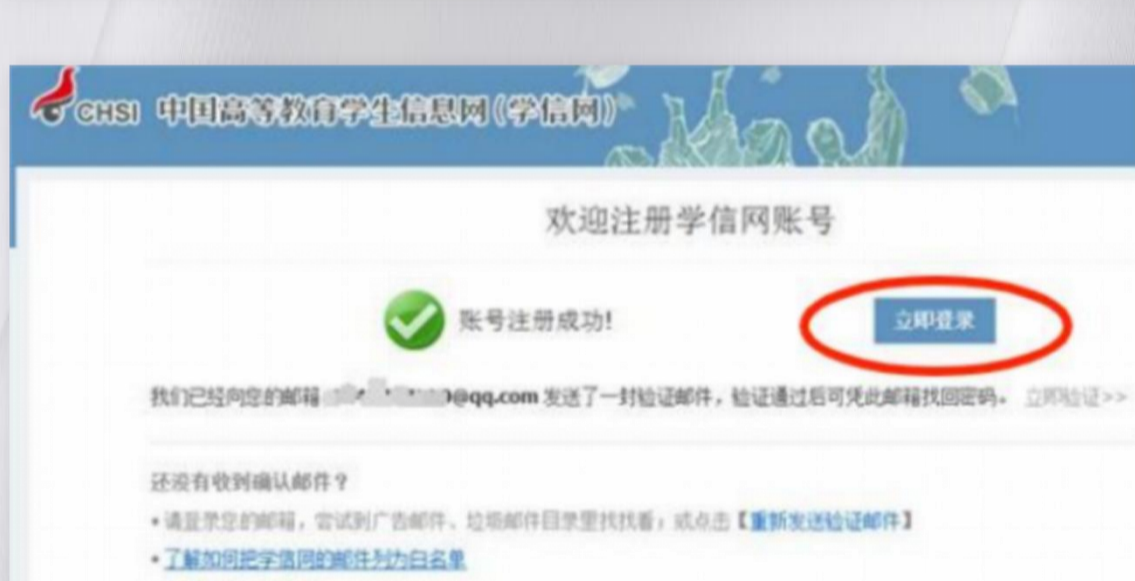 CHSI 中国高等教育学生信息网(学信网)
欢迎注册学信网账号
账号注册成功!
立即登录
我们已经向您的邮箱 @qq.com 发送了一封验证邮件，验证通过后可凭此邮箱找回密码。 立即验证>>
还没有收到确认邮件？
•请登录您的邮箱，尝试到广告邮件、垃圾邮件目录里找找看；或点击【重新发送验证邮件】
•了解如何把学信网的邮件列为白名单